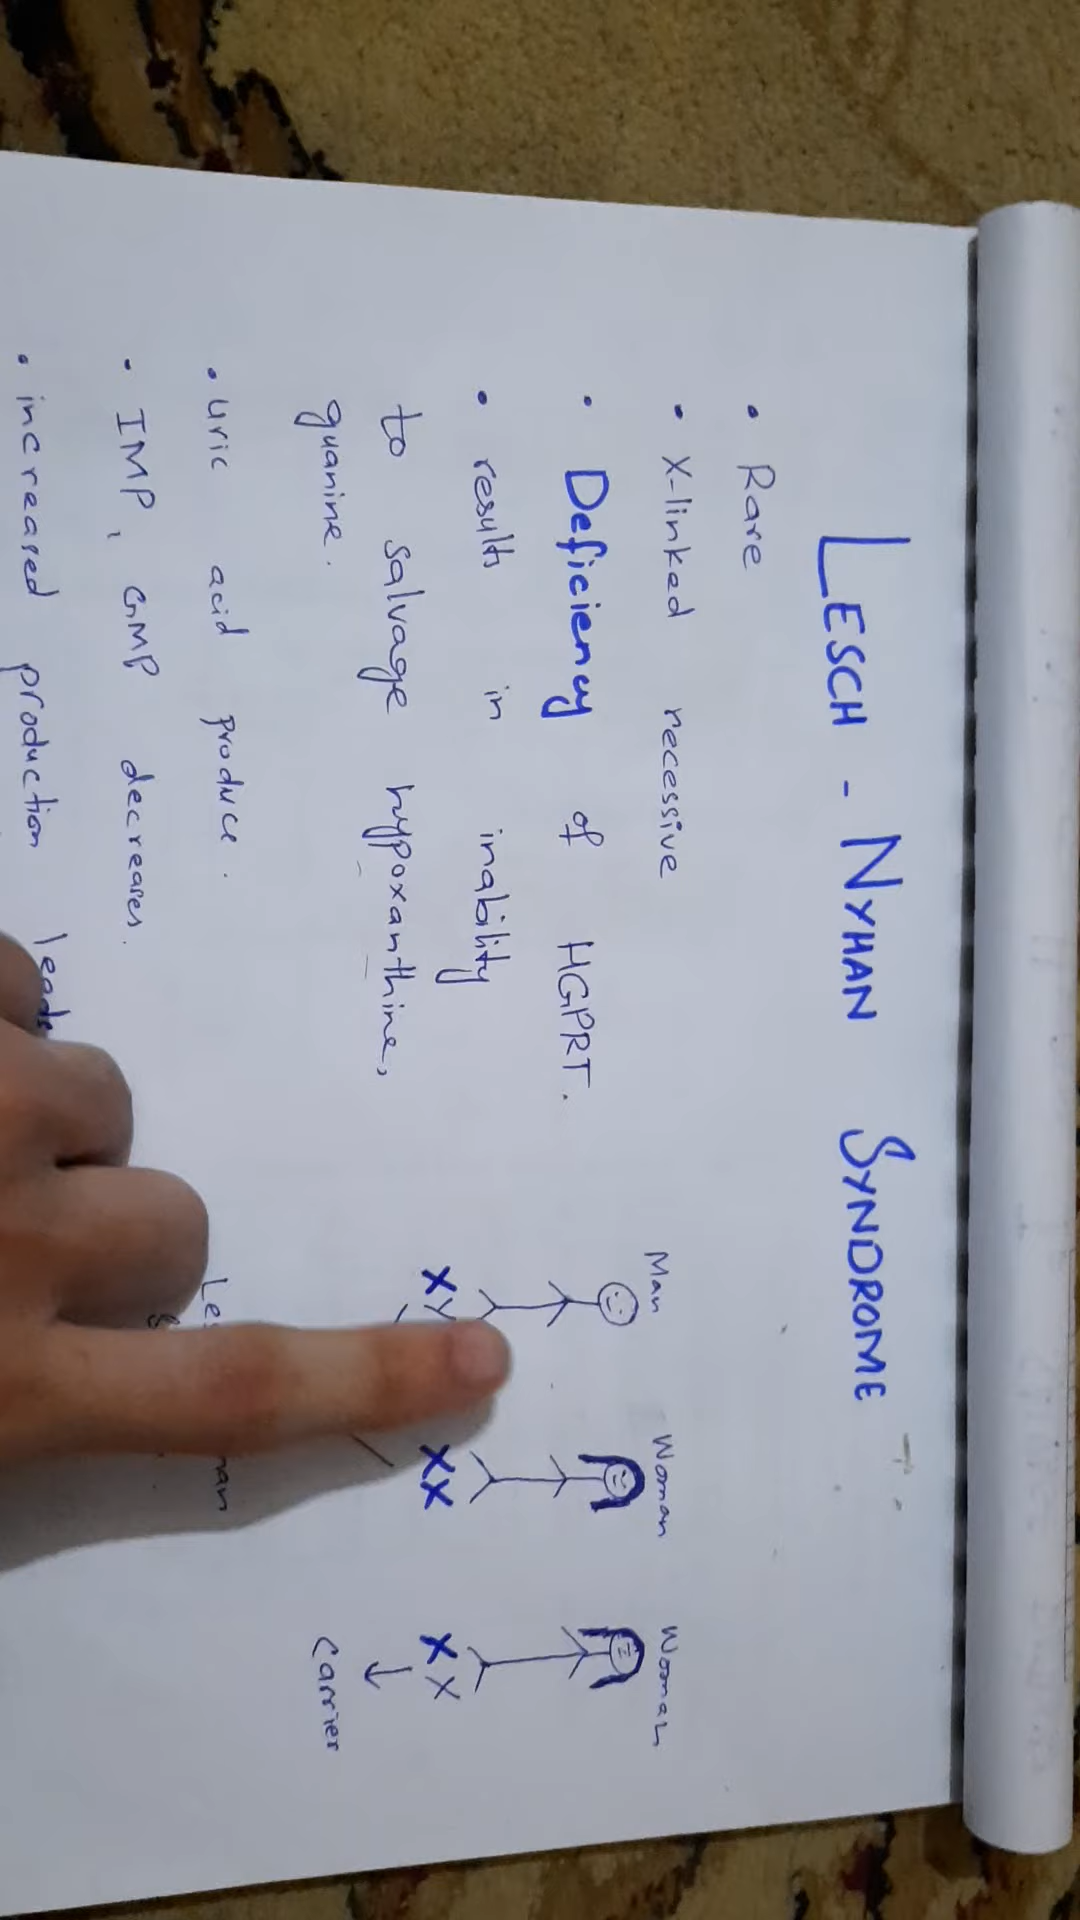 LESCH - NYHAN SYNDROME
• Rare
• X-linked recessive
• Deficiency of HGPRT.
• results in inability
to salvage hypoxanthine,
guanine.
• uric acid produce.
• IMP, GMP decreases.
• increased production leads
Man Woman Woman
XY XX XX
Carrier